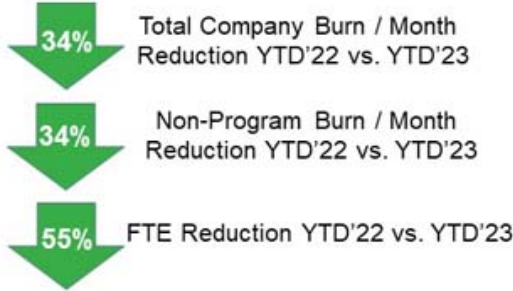 34%
Total Company Burn / Month
Reduction YTD'22 vs. YTD'23
34%
Non-Program Burn / Month
Reduction YTD'22 vs. YTD'23
55%
FTE Reduction YTD'22 vs. YTD'23